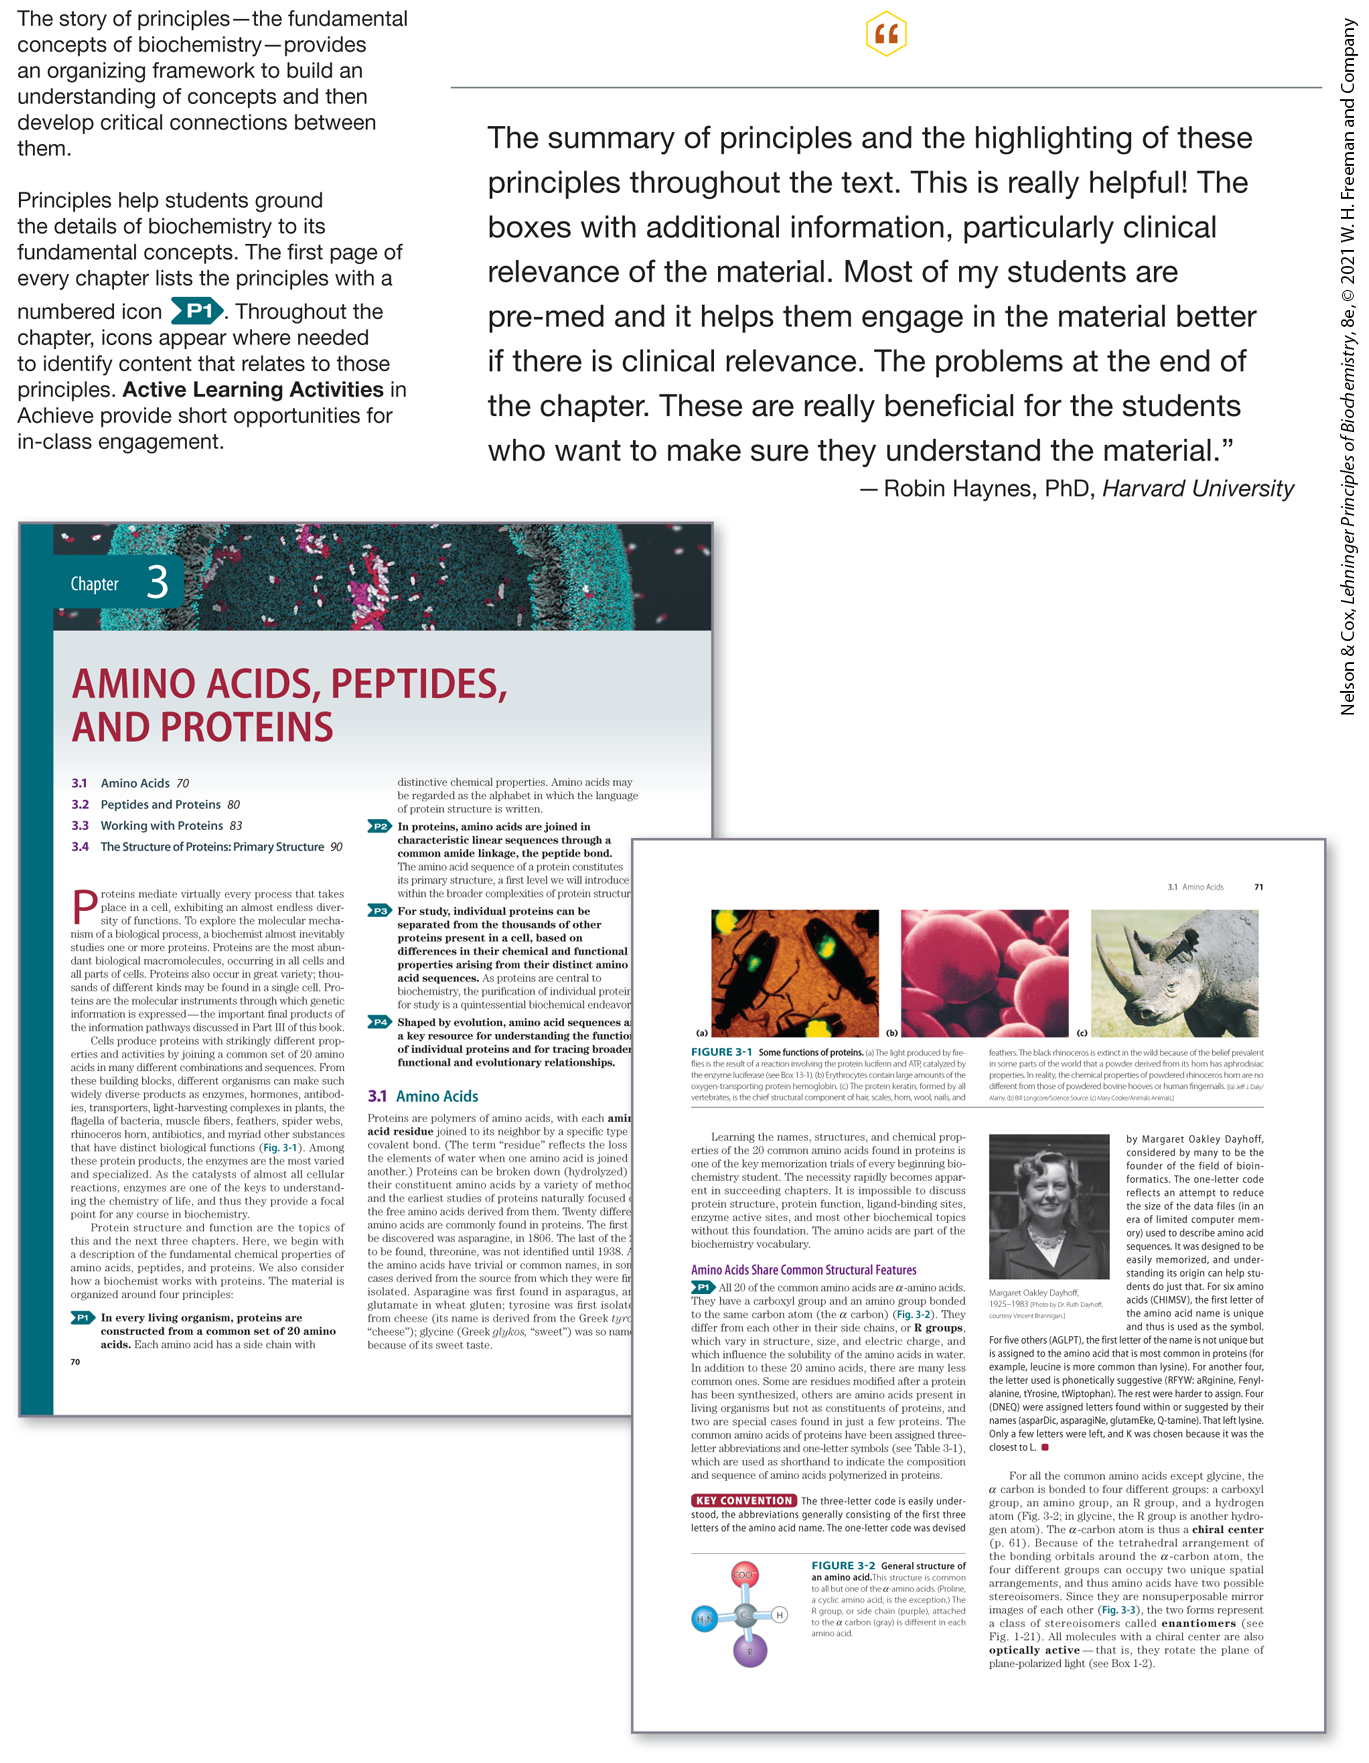 The story of principles—the fundamental
concepts of biochemistry—provides
an organizing framework to build an
understanding of concepts and then
develop critical connections between
them.
Principles help students ground
the details of biochemistry to its
fundamental concepts. The first page of
every chapter lists the principles with a
numbered icon P1. Throughout the
chapter, icons appear where needed
to identify content that relates to those
principles. Active Learning Activities in
Achieve provide short opportunities for
in-class engagement.
“
The summary of principles and the highlighting of these
principles throughout the text. This is really helpful! The
boxes with additional information, particularly clinical
relevance of the material. Most of my students are
pre-med and it helps them engage in the material better
if there is clinical relevance. The problems at the end of
the chapter. These are really beneficial for the students
who want to make sure they understand the material.”
— Robin Haynes, PhD, Harvard University
Nelson & Cox, Lehninger Principles of Biochemistry, 8e, © 2021 W. H. Freeman and Company
Chapter 3
AMINO ACIDS, PEPTIDES,
AND PROTEINS
3.1 Amino Acids 70
3.2 Peptides and Proteins 80
3.3 Working with Proteins 83
3.4 The Structure of Proteins: Primary Structure 90
Proteins mediate virtually every process that takes
place in a cell, exhibiting an almost endless diver-
sity of functions. To explore the molecular mecha-
nism of a biological process, a biochemist almost inevitably
studies one or more proteins. Proteins are the most abun-
dant biological macromolecules, occurring in all cells and
all parts of cells. Proteins also occur in great variety; thou-
sands of different kinds may be found in a single cell. Pro-
teins are the molecular instruments through which genetic
information is expressed—the important final products of
the information pathways discussed in Part III of this book.
Cells produce proteins with strikingly different prop-
erties and activities by joining a common set of 20 amino
acids in many different combinations and sequences. From
these building blocks, different organisms can make such
widely diverse products as enzymes, hormones, antibod-
ies, transporters, light-harvesting complexes in plants, the
flagella of bacteria, muscle fibers, feathers, spider webs,
rhinoceros horn, antibiotics, and myriad other substances
that have distinct biological functions (Fig. 3-1). Among
these protein products, the enzymes are the most varied
and specialized. As the catalysts of almost all cellular
reactions, enzymes are one of the keys to understand-
ing the chemistry of life, and thus they provide a focal
point for any course in biochemistry.
Protein structure and function are the topics of
this and the next three chapters. Here, we begin with
a description of the fundamental chemical properties of
amino acids, peptides, and proteins. We also consider
how a biochemist works with proteins. The material is
organized around four principles:
P1 In every living organism, proteins are
constructed from a common set of 20 amino
acids. Each amino acid has a side chain with
70
distinctive chemical properties. Amino acids may
be regarded as the alphabet in which the language
of protein structure is written.
P2 In proteins, amino acids are joined in
characteristic linear sequences through a
common amide linkage, the peptide bond.
The amino acid sequence of a protein constitutes
its primary structure, a first level we will introduce
within the broader complexities of protein structur
P3 For study, individual proteins can be
separated from the thousands of other
proteins present in a cell, based on
differences in their chemical and functional
properties arising from their distinct amino
acid sequences. As proteins are central to
biochemistry, the purification of individual protein
for study is a quintessential biochemical endeavor
P4 Shaped by evolution, amino acid sequences a
a key resource for understanding the function
of individual proteins and for tracing broader
functional and evolutionary relationships.
3.1 Amino Acids
Proteins are polymers of amino acids, with each amin
acid residue joined to its neighbor by a specific type
covalent bond. (The term “residue” reflects the loss
the elements of water when one amino acid is joined
another.) Proteins can be broken down (hydrolyzed)
their constituent amino acids by a variety of method
and the earliest studies of proteins naturally focused o
the free amino acids derived from them. Twenty differe
amino acids are commonly found in proteins. The first
be discovered was asparagine, in 1806. The last of the 2
to be found, threonine, was not identified until 1938. A
the amino acids have trivial or common names, in som
cases derived from the source from which they were fir
isolated. Asparagine was first found in asparagus, an
glutamate in wheat gluten; tyrosine was first isolate
from cheese (its name is derived from the Greek tyro
“cheese”); glycine (Greek glykos, “sweet”) was so name
because of its sweet taste.
3.1 Amino Acids 71
(a) (b) (c)
FIGURE 3-1 Some functions of proteins. (a) The light produced by fire-
flies is the result of a reaction involving the protein luciferin and ATP, catalyzed by
the enzyme luciferase (see Box 13-1). (b) Erythrocytes contain large amounts of the
oxygen-transporting protein hemoglobin. (c) The protein keratin, formed by all
vertebrates, is the chief structural component of hair, scales, horn, wool, nails, and
feathers. The black rhinoceros is extinct in the wild because of the belief prevalent
in some parts of the world that a powder derived from its horn has aphrodisiac
properties. In reality, the chemical properties of powdered rhinoceros horn are no
different from those of powdered bovine hooves or human fingernails. [(a) Jeff J. Daly/
Alamy. (b) Bill Longcore/Science Source. (c) Mary Cooke/Animals Animals.]
Learning the names, structures, and chemical prop-
erties of the 20 common amino acids found in proteins is
one of the key memorization trials of every beginning bio-
chemistry student. The necessity rapidly becomes appar-
ent in succeeding chapters. It is impossible to discuss
protein structure, protein function, ligand-binding sites,
enzyme active sites, and most other biochemical topics
without this foundation. The amino acids are part of the
biochemistry vocabulary.
Amino Acids Share Common Structural Features
P1 All 20 of the common amino acids are α-amino acids.
They have a carboxyl group and an amino group bonded
to the same carbon atom (the α carbon) (Fig. 3-2). They
differ from each other in their side chains, or R groups,
which vary in structure, size, and electric charge, and
which influence the solubility of the amino acids in water.
In addition to these 20 amino acids, there are many less
common ones. Some are residues modified after a protein
has been synthesized, others are amino acids present in
living organisms but not as constituents of proteins, and
two are special cases found in just a few proteins. The
common amino acids of proteins have been assigned three-
letter abbreviations and one-letter symbols (see Table 3-1),
which are used as shorthand to indicate the composition
and sequence of amino acids polymerized in proteins.
KEY CONVENTION The three-letter code is easily under-
stood, the abbreviations generally consisting of the first three
letters of the amino acid name. The one-letter code was devised
COO⁻
H₃N
Cα
H
R
FIGURE 3-2 General structure of
an amino acid. This structure is common
to all but one of the α-amino acids. (Proline,
a cyclic amino acid, is the exception.) The
R group, or side chain (purple), attached
to the α carbon (gray) is different in each
amino acid.
Margaret Oakley Dayhoff,
1925–1983 [Photo by Dr. Ruth Dayhoff,
courtesy Vincent Brannigan.]
by Margaret Oakley Dayhoff,
considered by many to be the
founder of the field of bioin-
formatics. The one-letter code
reflects an attempt to reduce
the size of the data files (in an
era of limited computer mem-
ory) used to describe amino acid
sequences. It was designed to be
easily memorized, and under-
standing its origin can help stu-
dents do just that. For six amino
acids (CHIMSV), the first letter of
the amino acid name is unique
and thus is used as the symbol.
For five others (AGLPT), the first letter of the name is not unique but
is assigned to the amino acid that is most common in proteins (for
example, leucine is more common than lysine). For another four,
the letter used is phonetically suggestive (RFYW: aRginine, Fenyl-
alanine, tYrosine, tWiptophan). The rest were harder to assign. Four
(DNEQ) were assigned letters found within or suggested by their
names (asparDic, asparagiNe, glutamEke, Q-tamine). That left lysine.
Only a few letters were left, and K was chosen because it was the
closest to L.
For all the common amino acids except glycine, the
α carbon is bonded to four different groups: a carboxyl
group, an amino group, an R group, and a hydrogen
atom (Fig. 3-2; in glycine, the R group is another hydro-
gen atom). The α-carbon atom is thus a chiral center
(p. 61). Because of the tetrahedral arrangement of
the bonding orbitals around the α-carbon atom, the
four different groups can occupy two unique spatial
arrangements, and thus amino acids have two possible
stereoisomers. Since they are nonsuperposable mirror
images of each other (Fig. 3-3), the two forms represent
a class of stereoisomers called enantiomers (see
Fig. 1-21). All molecules with a chiral center are also
optically active—that is, they rotate the plane of
plane-polarized light (see Box 1-2).